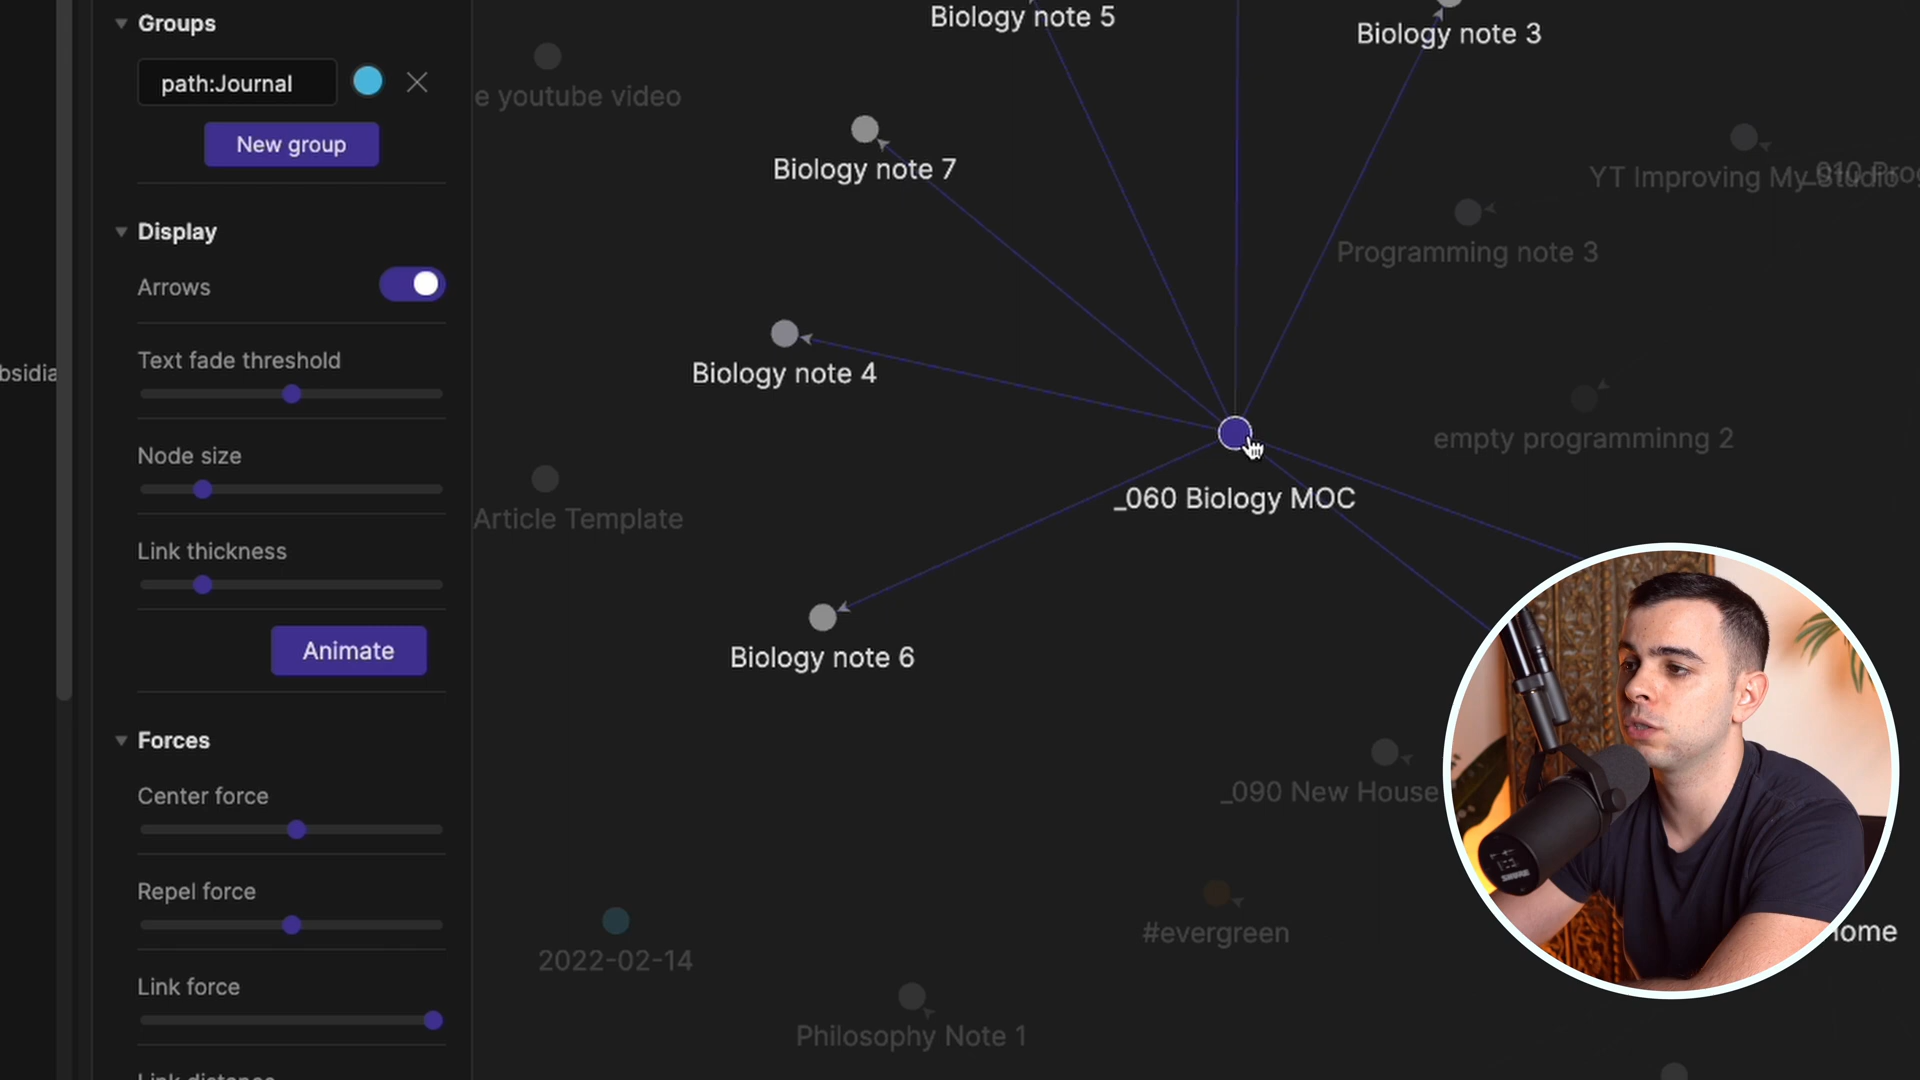 Groups
path:Journal
New group
Display
Arrows
Text fade threshold
Node size
Link thickness
Animate
Forces
Center force
Repel force
Link force
bsidia
Biology note 5
Biology note 3
e youtube video
Biology note 7
YT Improving My Studio
Programming note 3
Biology note 4
empty programminng 2
_060 Biology MOC
Article Template
Biology note 6
_090 New House
#evergreen
2022-02-14
Philosophy Note 1
ome
SHURE